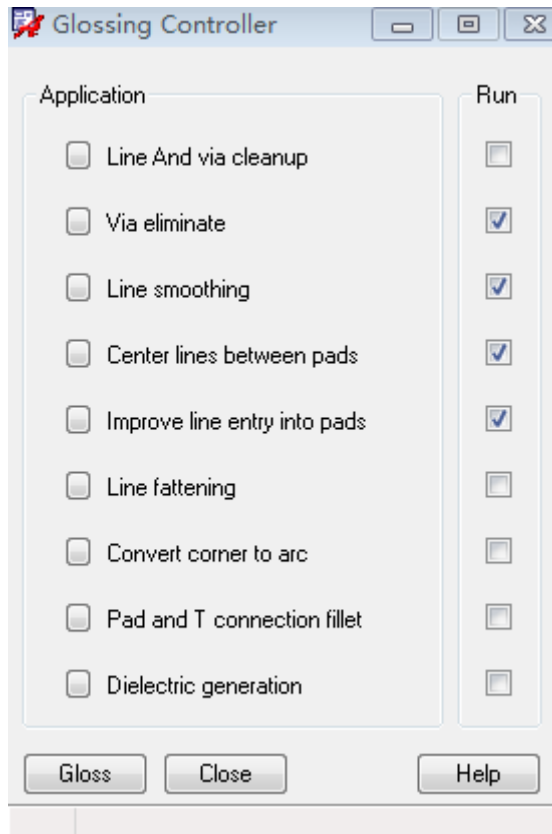 Glossing Controller
Application
Run
Line And via cleanup
Via eliminate
Line smoothing
Center lines between pads
Improve line entry into pads
Line fattening
Convert corner to arc
Pad and T connection fillet
Dielectric generation
Gloss
Close
Help